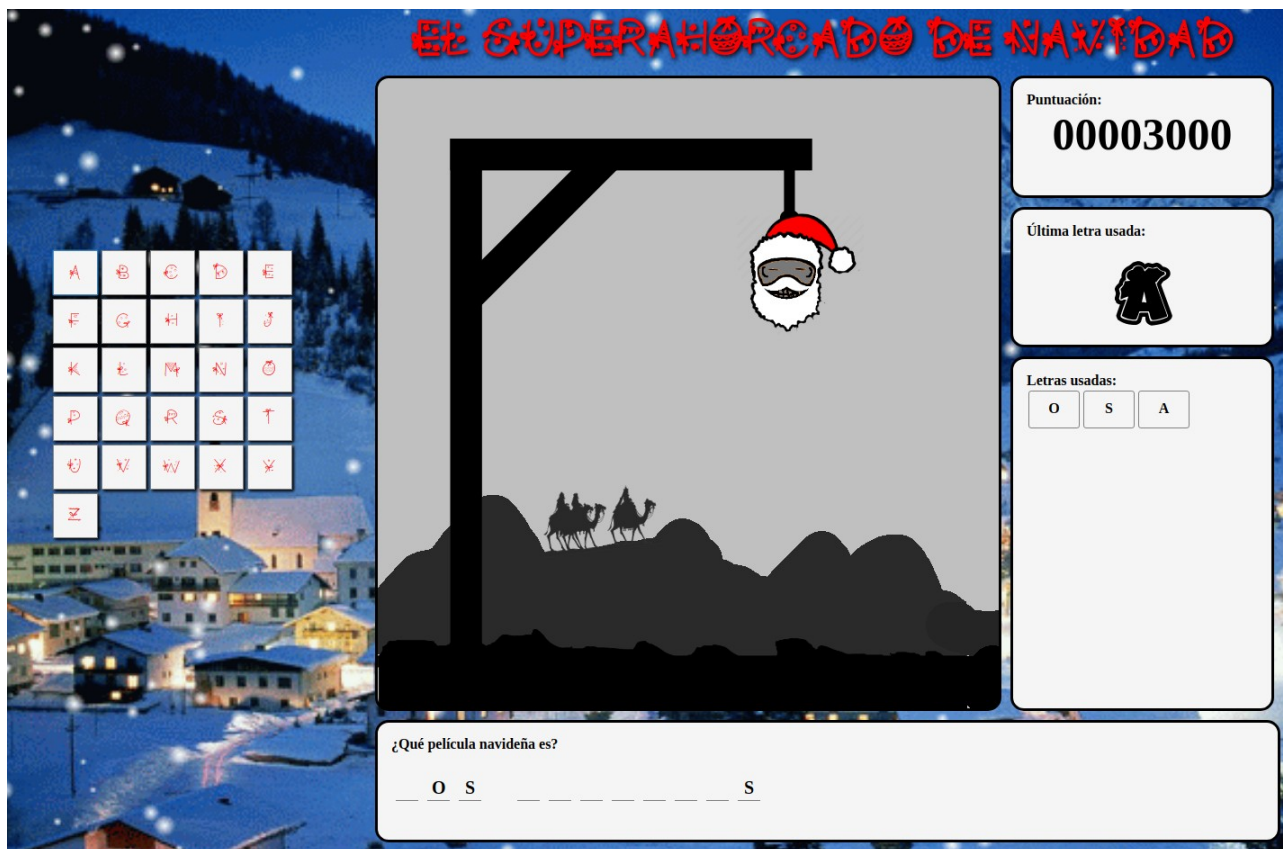 EL SUPERAHORCADO DE NAVIDAD
A B C D E
F G H I J
K L M N O
P Q R S T
U V W X Y
Z
Puntuación:
00003000
Última letra usada:
A
Letras usadas:
O S A
¿Qué película navideña es?
_ O S _ _ _ _ _ _ _ S